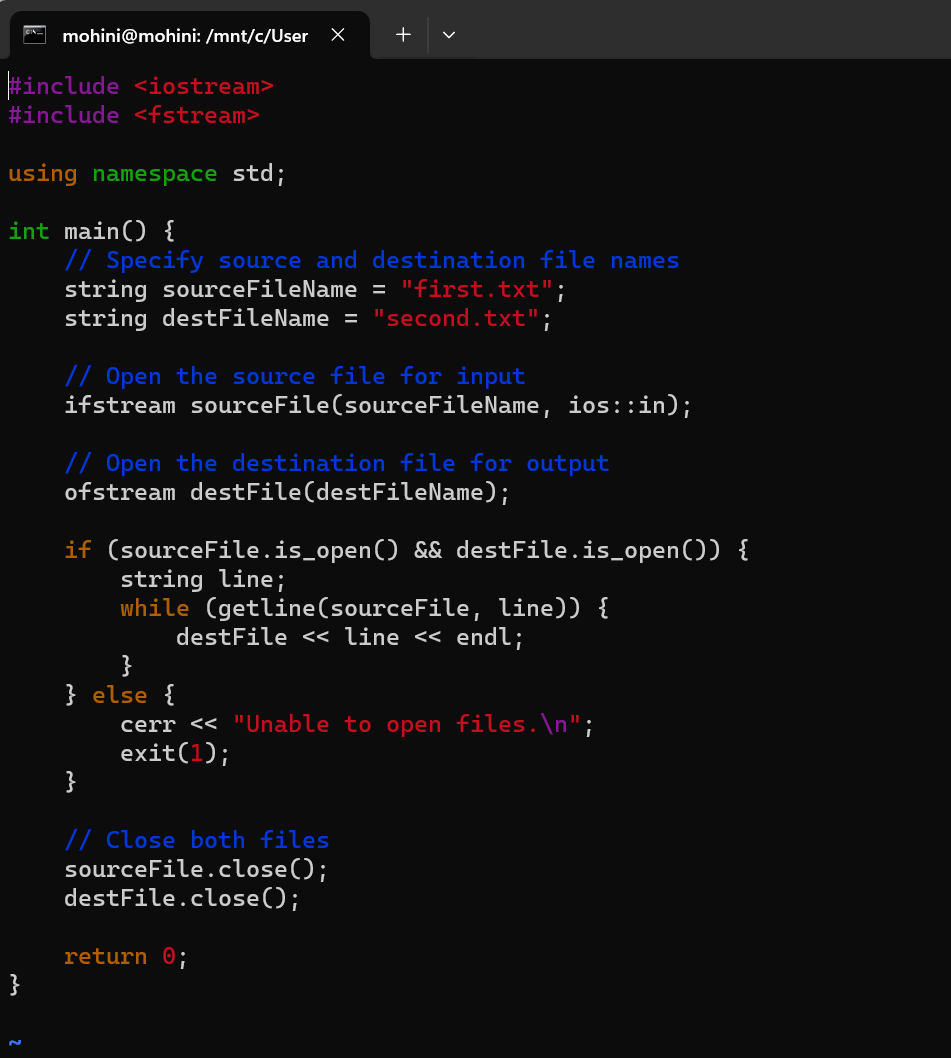 mohini@mohini: /mnt/c/User
#include <iostream>
#include <fstream>
using namespace std;
int main() {
    // Specify source and destination file names
    string sourceFileName = "first.txt";
    string destFileName = "second.txt";
    // Open the source file for input
    ifstream sourceFile(sourceFileName, ios::in);
    // Open the destination file for output
    ofstream destFile(destFileName);
    if (sourceFile.is_open() && destFile.is_open()) {
        string line;
        while (getline(sourceFile, line)) {
            destFile << line << endl;
        }
    } else {
        cerr << "Unable to open files.\n";
        exit(1);
    }
    // Close both files
    sourceFile.close();
    destFile.close();
    return 0;
}
~